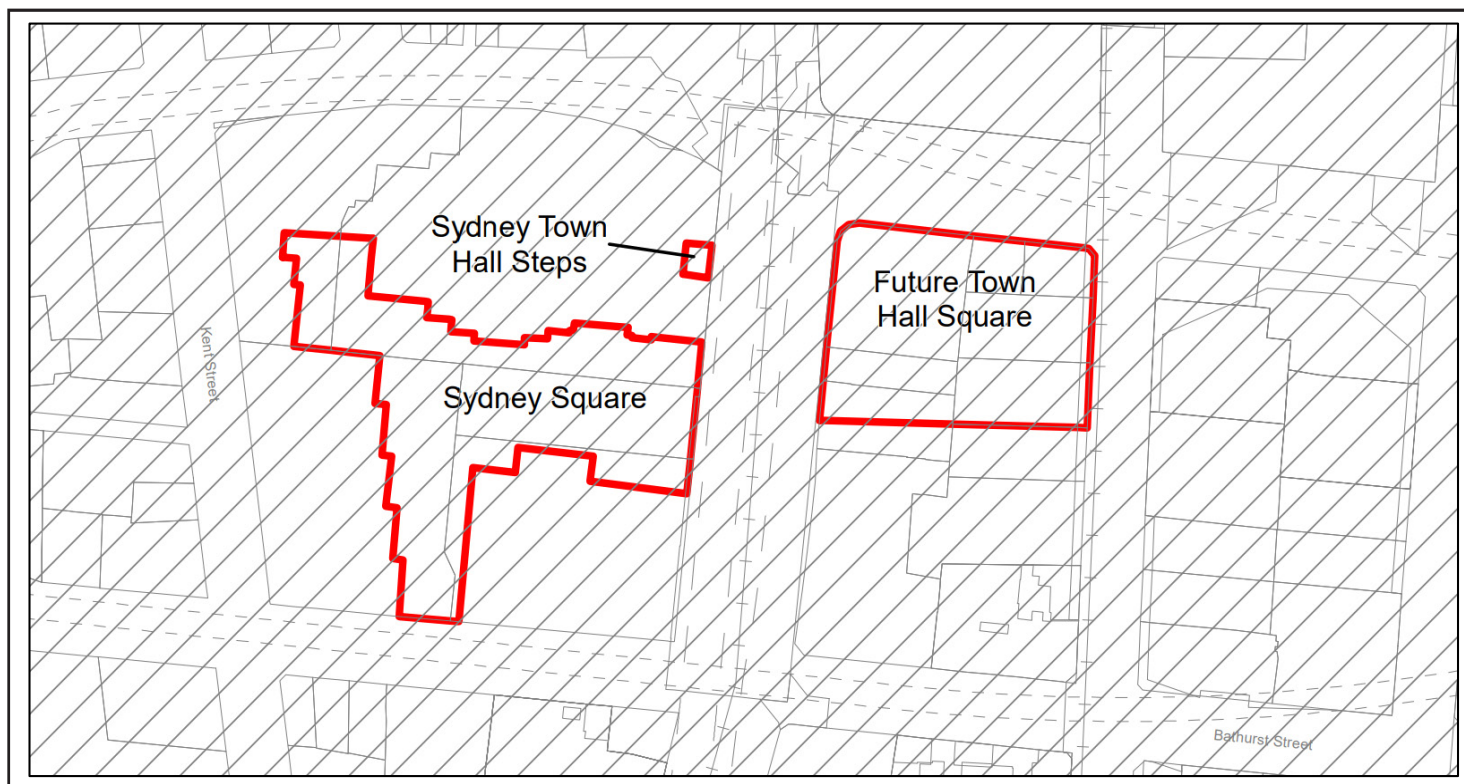 Sydney Town
Hall Steps
Future Town
Hall Square
Kent Street
Sydney Square
Bathurst Street